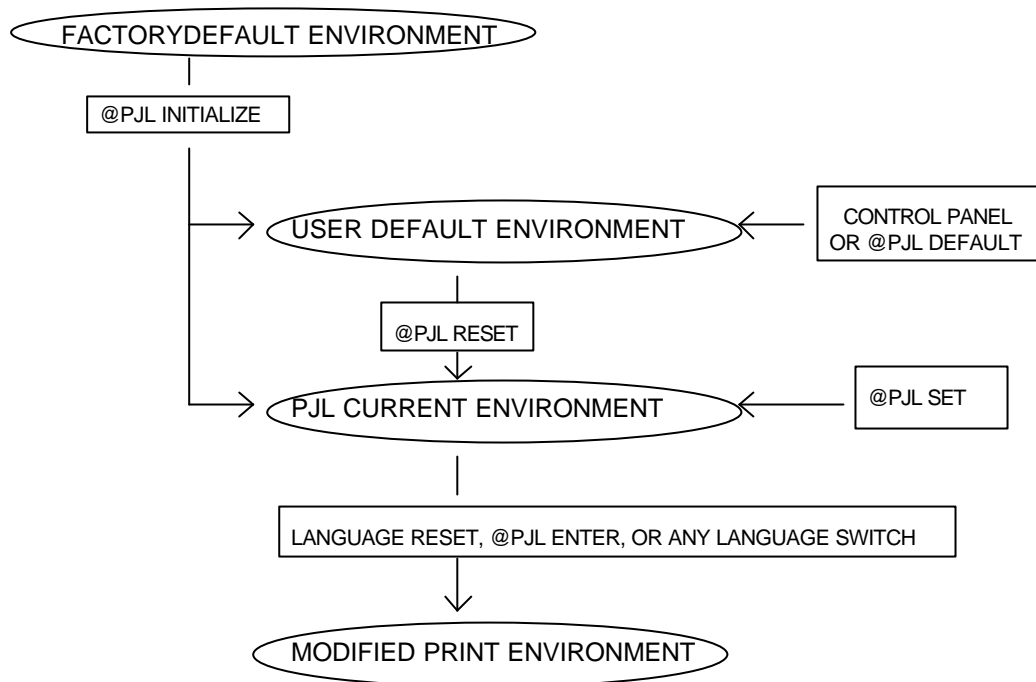 FACTORYDEFAULT ENVIRONMENT
@PJL INITIALIZE
USER DEFAULT ENVIRONMENT
CONTROL PANEL
OR @PJL DEFAULT
@PJL RESET
PJL CURRENT ENVIRONMENT
@PJL SET
LANGUAGE RESET, @PJL ENTER, OR ANY LANGUAGE SWITCH
MODIFIED PRINT ENVIRONMENT